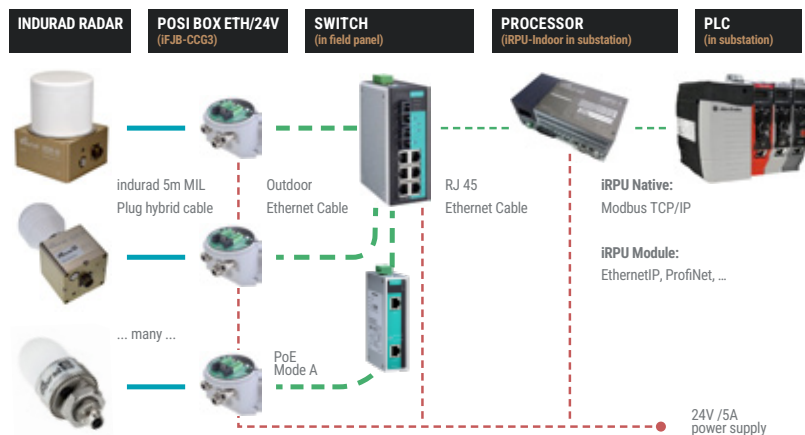 INDURAD RADAR
POSI BOX ETH/24V
(iFJB-CCG3)
SWITCH
(in field panel)
PROCESSOR
(iRPU-Indoor in substation)
PLC
(in substation)
indurad 5m MIL
Plug hybrid cable
Outdoor
Ethernet Cable
RJ 45
Ethernet Cable
iRPU Native:
Modbus TCP/IP
iRPU Module:
EthernetIP, ProfiNet, ...
... many ...
PoE
Mode A
24V /5A
power supply